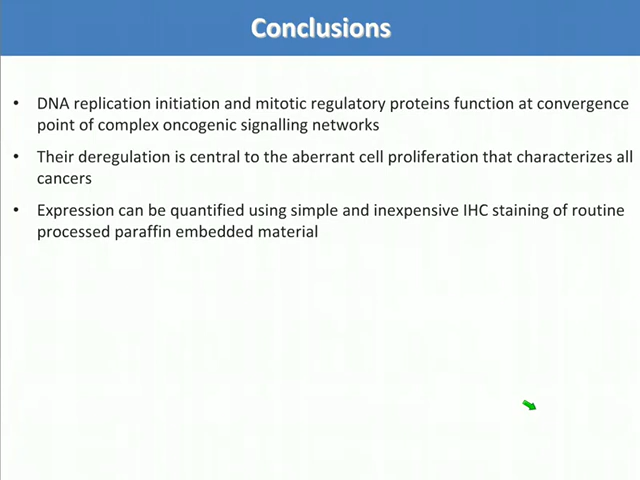 Conclusions
• DNA replication initiation and mitotic regulatory proteins function at convergence
point of complex oncogenic signalling networks
• Their deregulation is central to the aberrant cell proliferation that characterizes all
cancers
• Expression can be quantified using simple and inexpensive IHC staining of routine
processed paraffin embedded material